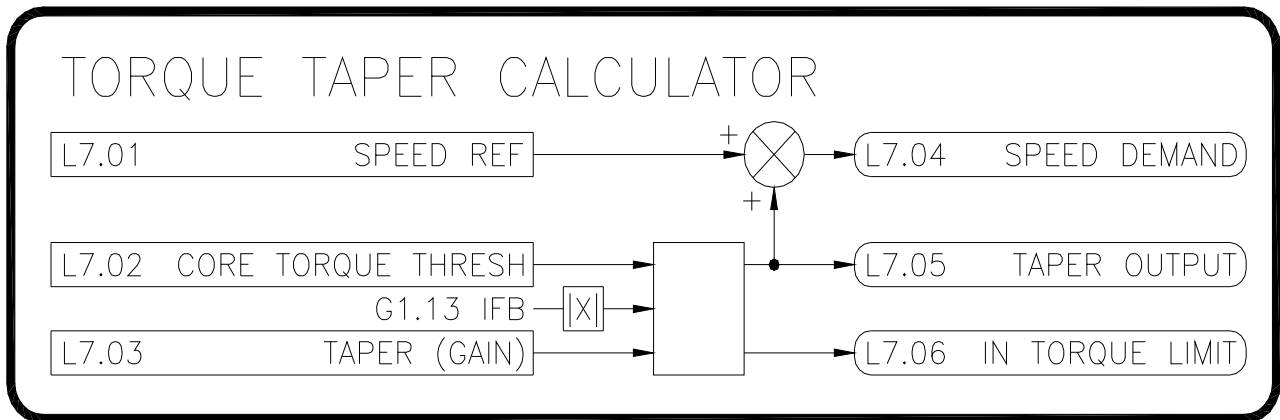 TORQUE TAPER CALCULATOR
L7.01 SPEED REF
+
L7.04 SPEED DEMAND
+
L7.02 CORE TORQUE THRESH
L7.05 TAPER OUTPUT
G1.13 IFB
|X|
L7.03 TAPER (GAIN)
L7.06 IN TORQUE LIMIT